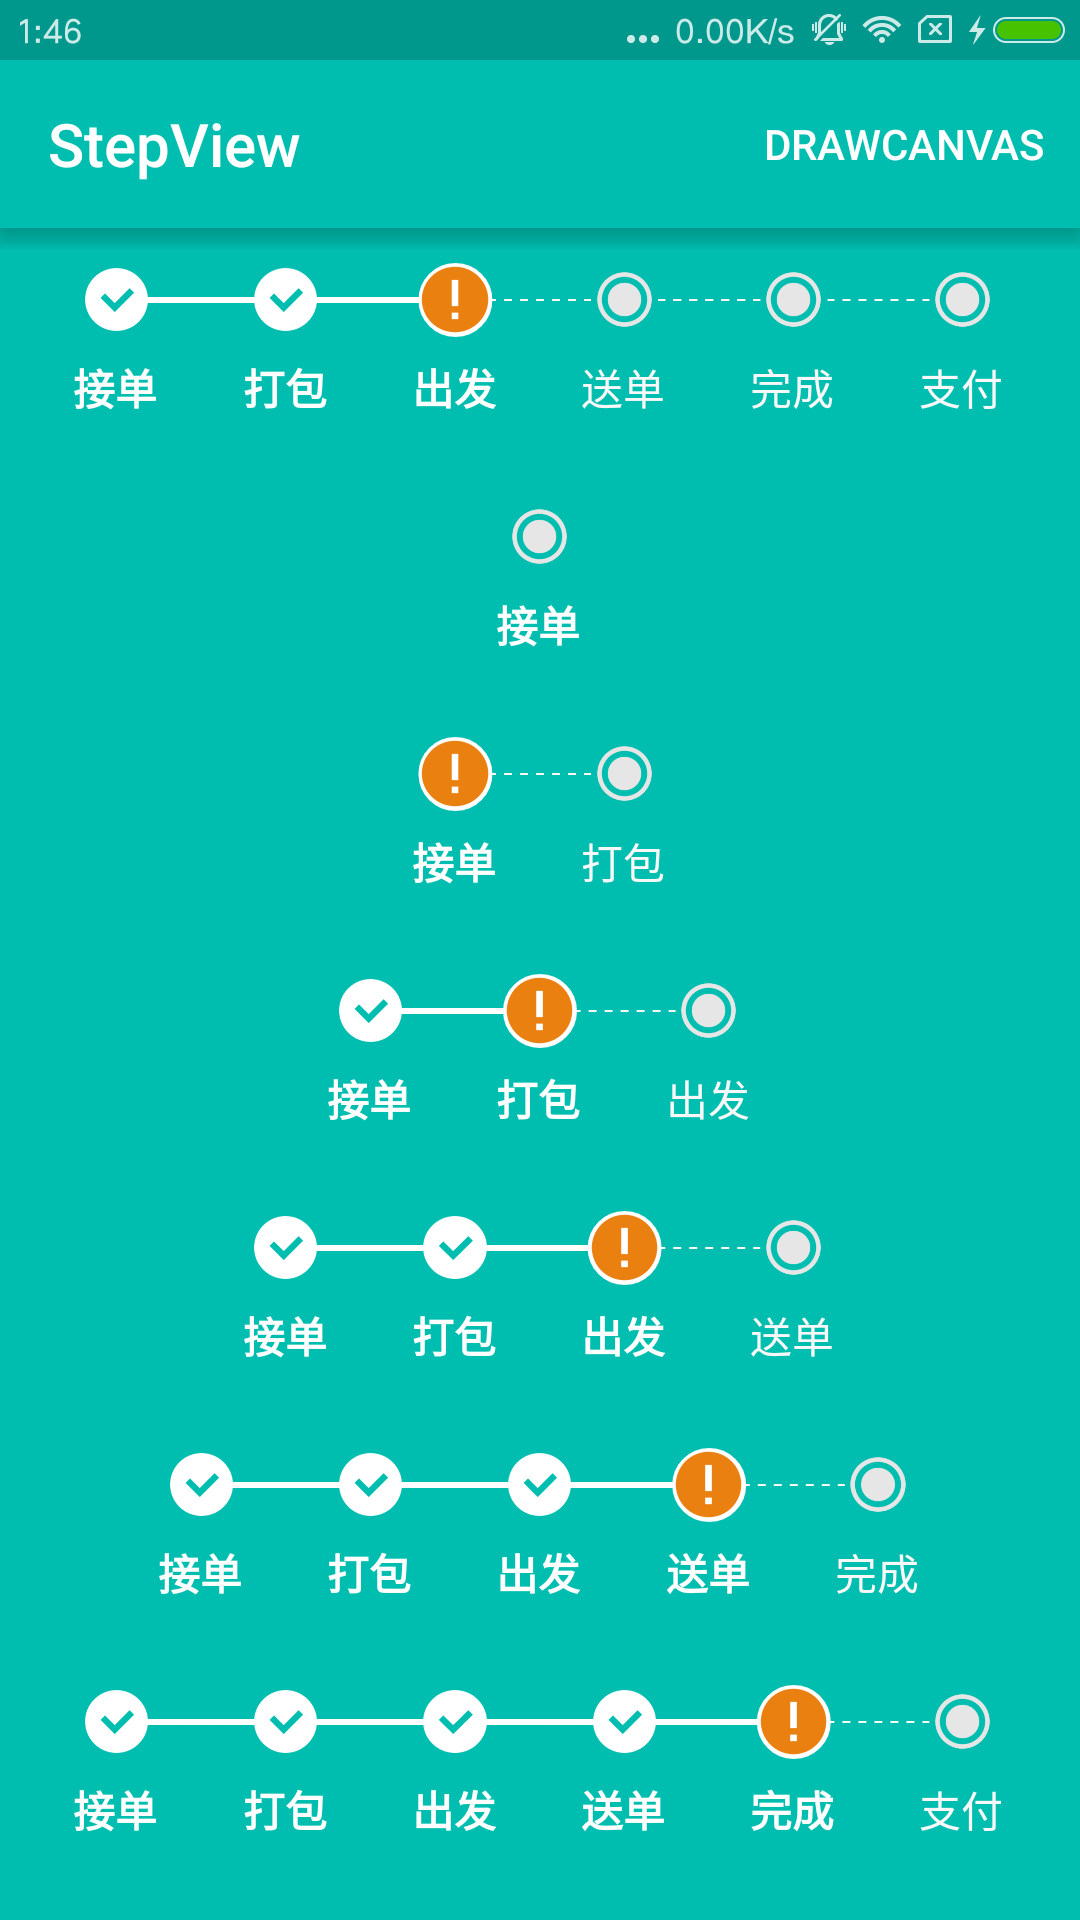 1:46 ... 0.00K/s
StepView DRAWCANVAS
接单 打包 出发 送单 完成 支付
接单
接单 打包
接单 打包 出发
接单 打包 出发 送单
接单 打包 出发 送单 完成
接单 打包 出发 送单 完成 支付